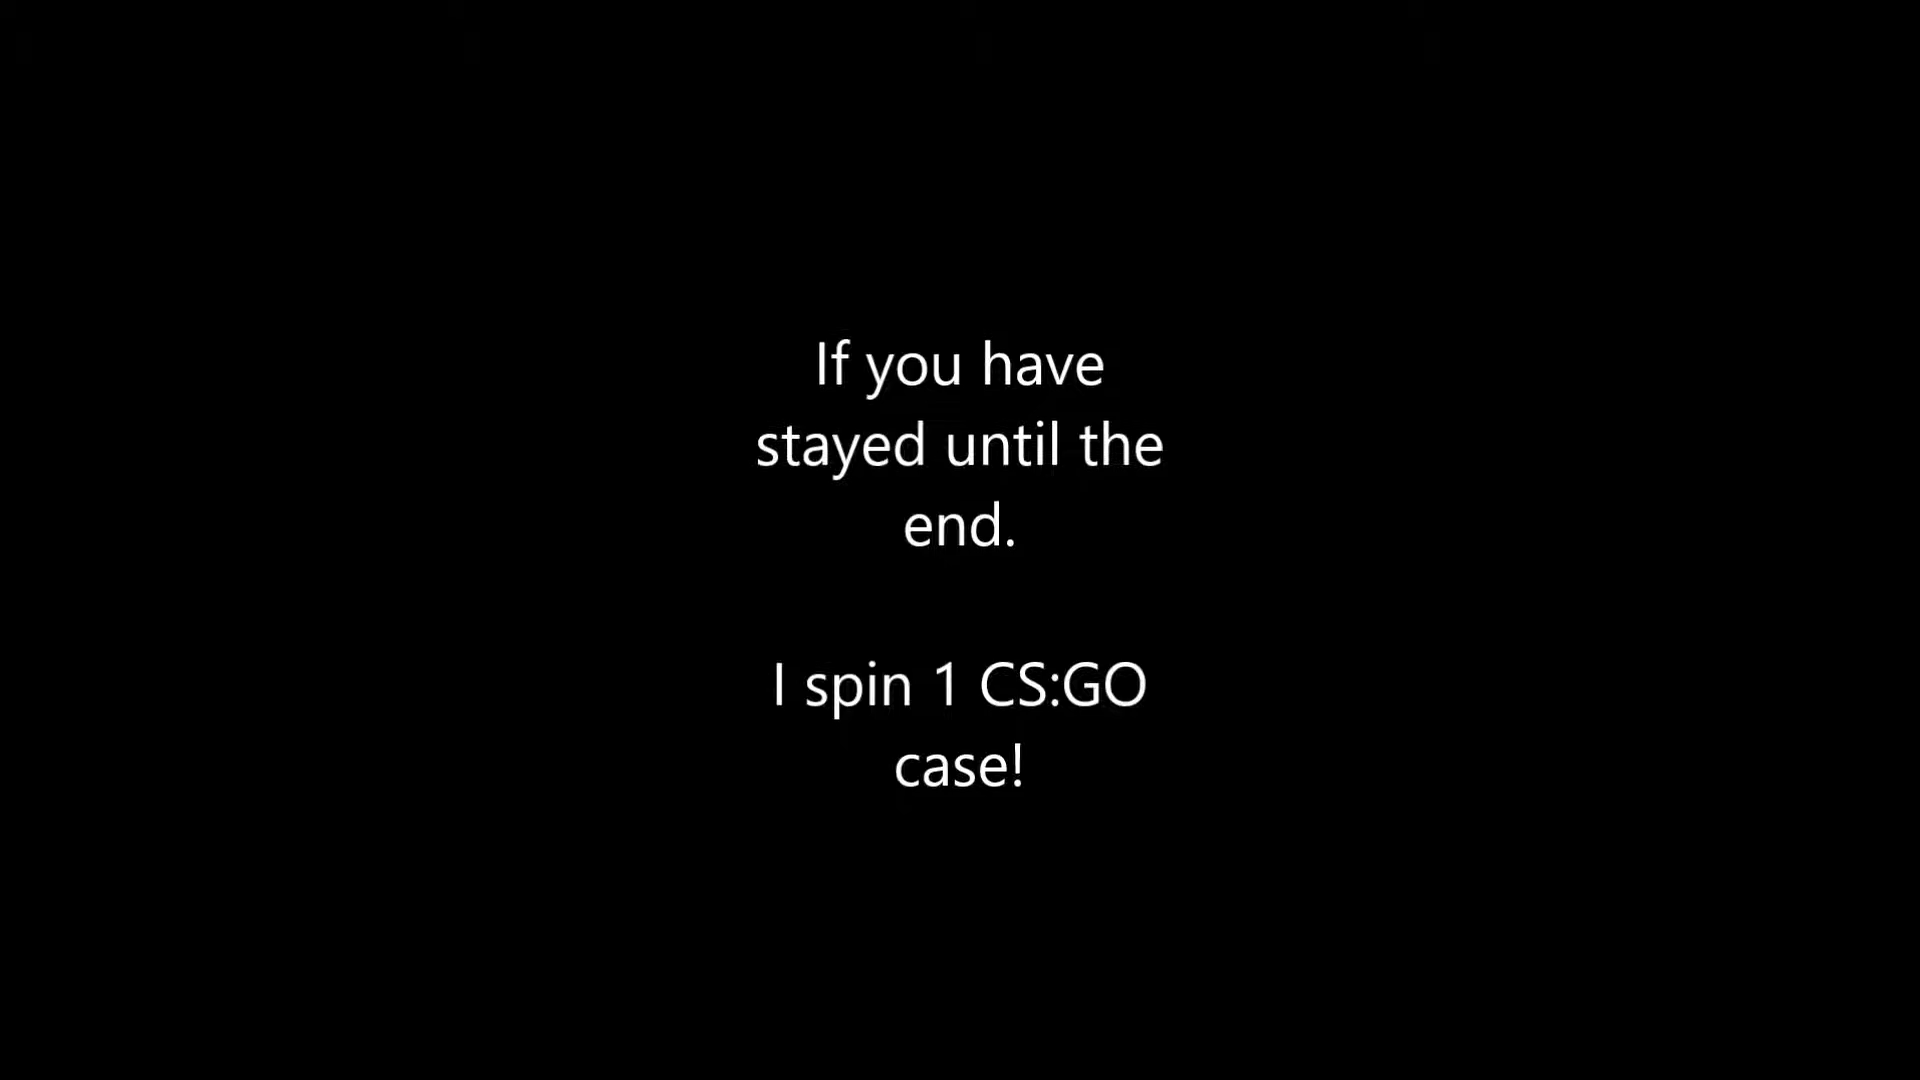 If you have
stayed until the
end.
I spin 1 CS:GO
case!